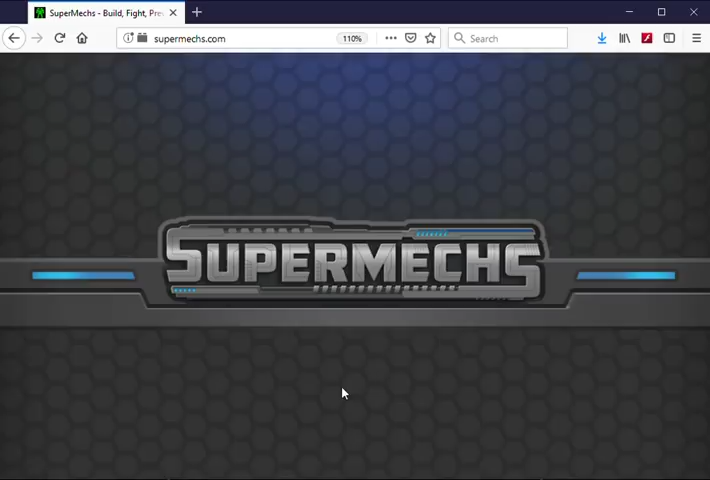 SuperMechs - Build, Fight, Pre
supermechs.com
110%
Search
SUPERMECHS